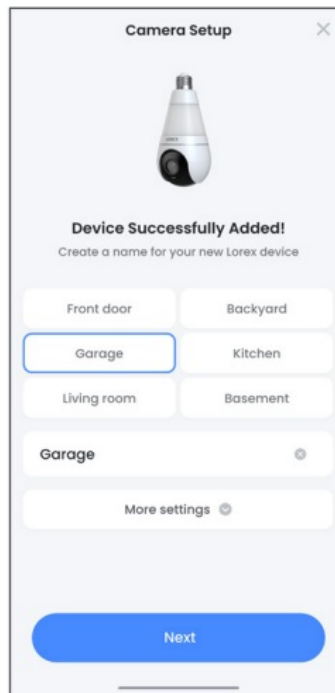 Camera Setup
Device Successfully Added!
Create a name for your new Lorex device
Front door
Backyard
Garage
Kitchen
Living room
Basement
Garage
More settings
Next